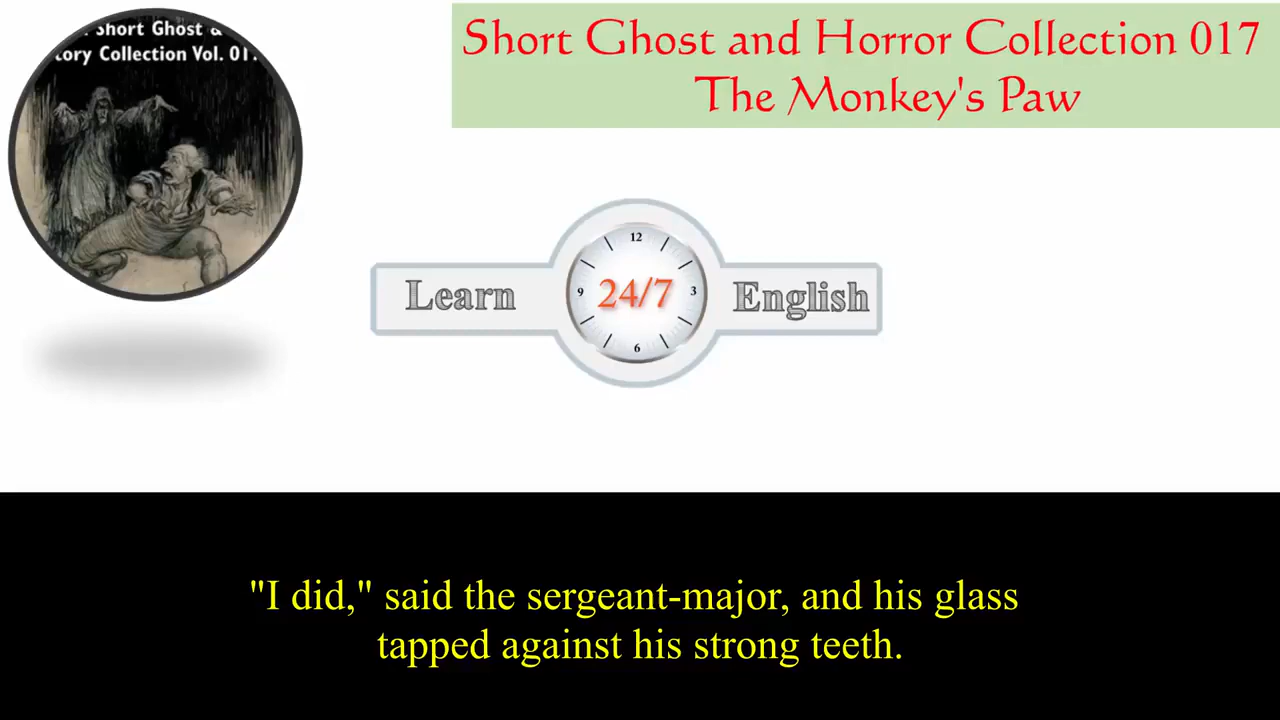 Short Ghost &
tory Collection Vol. 01
Short Ghost and Horror Collection 017
The Monkey's Paw
Learn 24/7 English
12
3
6
9
"I did," said the sergeant-major, and his glass
tapped against his strong teeth.